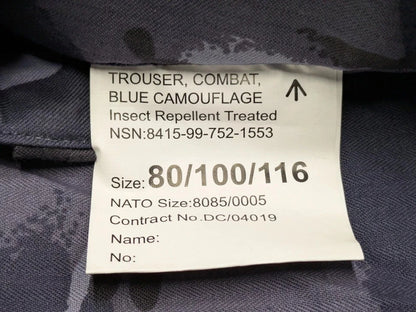 TROUSER, COMBAT,
BLUE CAMOUFLAGE
Insect Repellent Treated
NSN:8415-99-752-1553
Size: 80/100/116
NATO Size:8085/0005
Contract No.DC/04019
Name:
No: